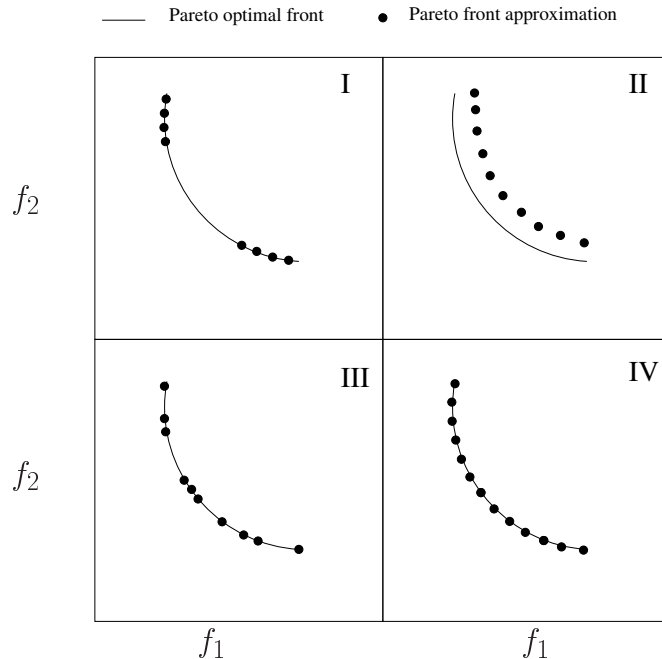 Pareto optimal front
Pareto front approximation
I
II
f₂
III
IV
f₂
f₁
f₁